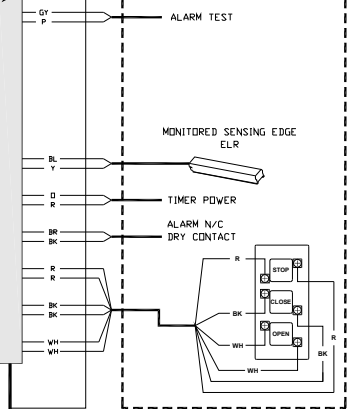 GY
P
ALARM TEST
MONITORED SENSING EDGE
ELR
BL
Y
O
R
TIMER POWER
BR
BK
ALARM N/C
DRY CONTACT
R
R
BK
BK
WH
WH
R
STOP
BK
CLOSE
WH
OPEN
WH
R
BK